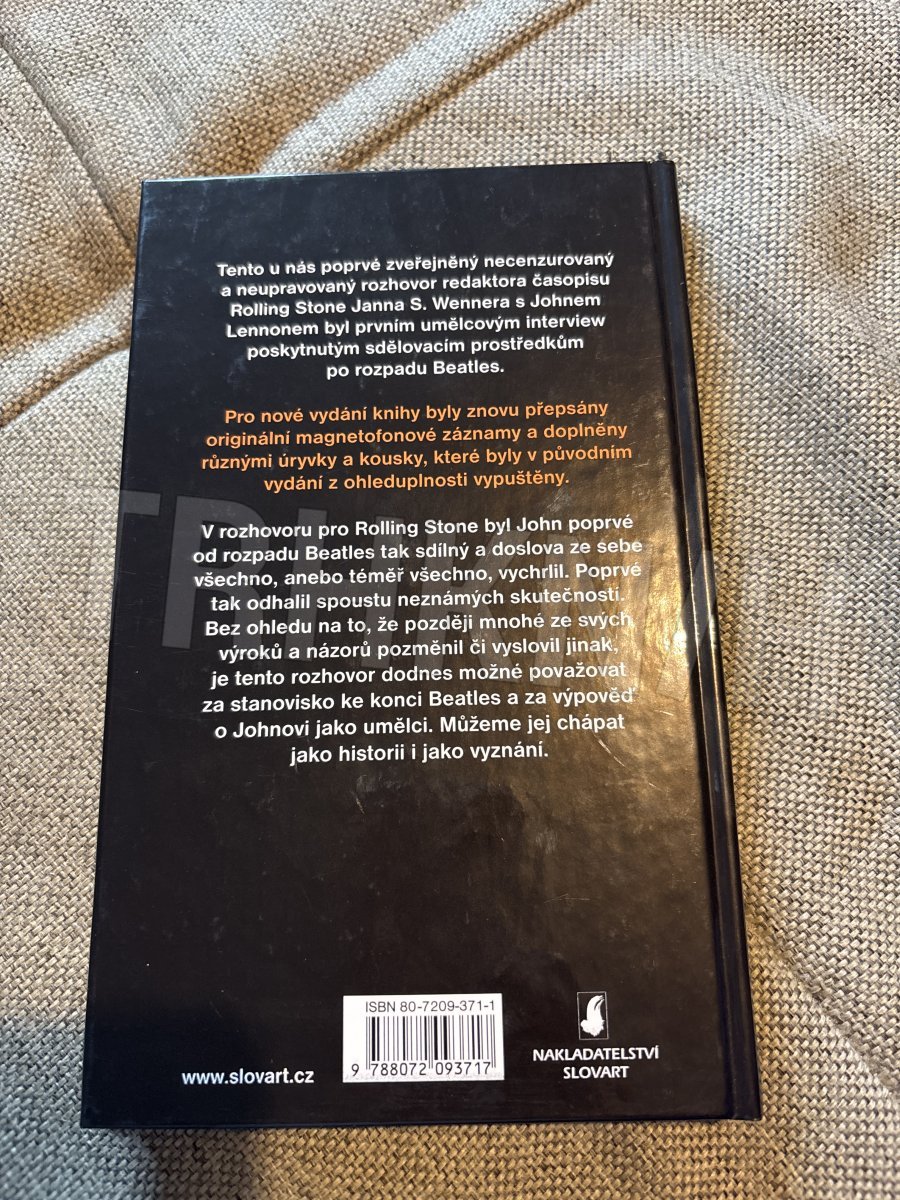 Tento u nás poprvé zveřejněný necenzurovaný
a neupravovaný rozhovor redaktora časopisu
Rolling Stone Janna S. Wennera s Johnem
Lennonem byl prvním umělcovým interview
poskytnutým sdělovacím prostředkům
po rozpadu Beatles.
Pro nové vydání knihy byly znovu přepsány
originální magnetofonové záznamy a doplněny
různými úryvky a kousky, které byly v původním
vydání z ohleduplnosti vypuštěny.
V rozhovoru pro Rolling Stone byl John poprvé
od rozpadu Beatles tak sdílný a doslova ze sebe
všechno, anebo téměř všechno, vychrlil. Poprvé
tak odhalil spoustu neznámých skutečností.
Bez ohledu na to, že později mnohé ze svých
výroků a názorů pozměnil či vyslovil jinak,
je tento rozhovor dodnes možné považovat
za stanovisko ke konci Beatles a za výpověď
o Johnovi jako umělci. Můžeme jej chápat
jako historii i jako vyznání.
ISBN 80-7209-371-1
9 788072 093717
www.slovart.cz
NAKLADATELSTVÍ
SLOVART